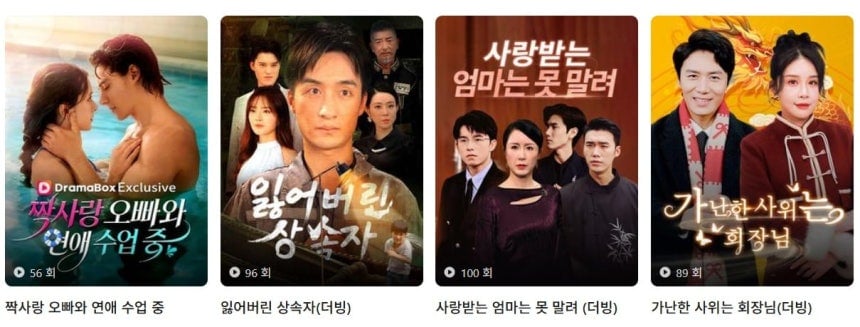 DramaBox Exclusive
짝사랑 오빠와
연애 수업 중
56 회
짝사랑 오빠와 연애 수업 중
잃어버린
상속자
96 회
잃어버린 상속자(더빙)
사랑받는
엄마는 못 말려
100 회
사랑받는 엄마는 못 말려 (더빙)
가난한 사위는
회장님
89 회
가난한 사위는 회장님(더빙)